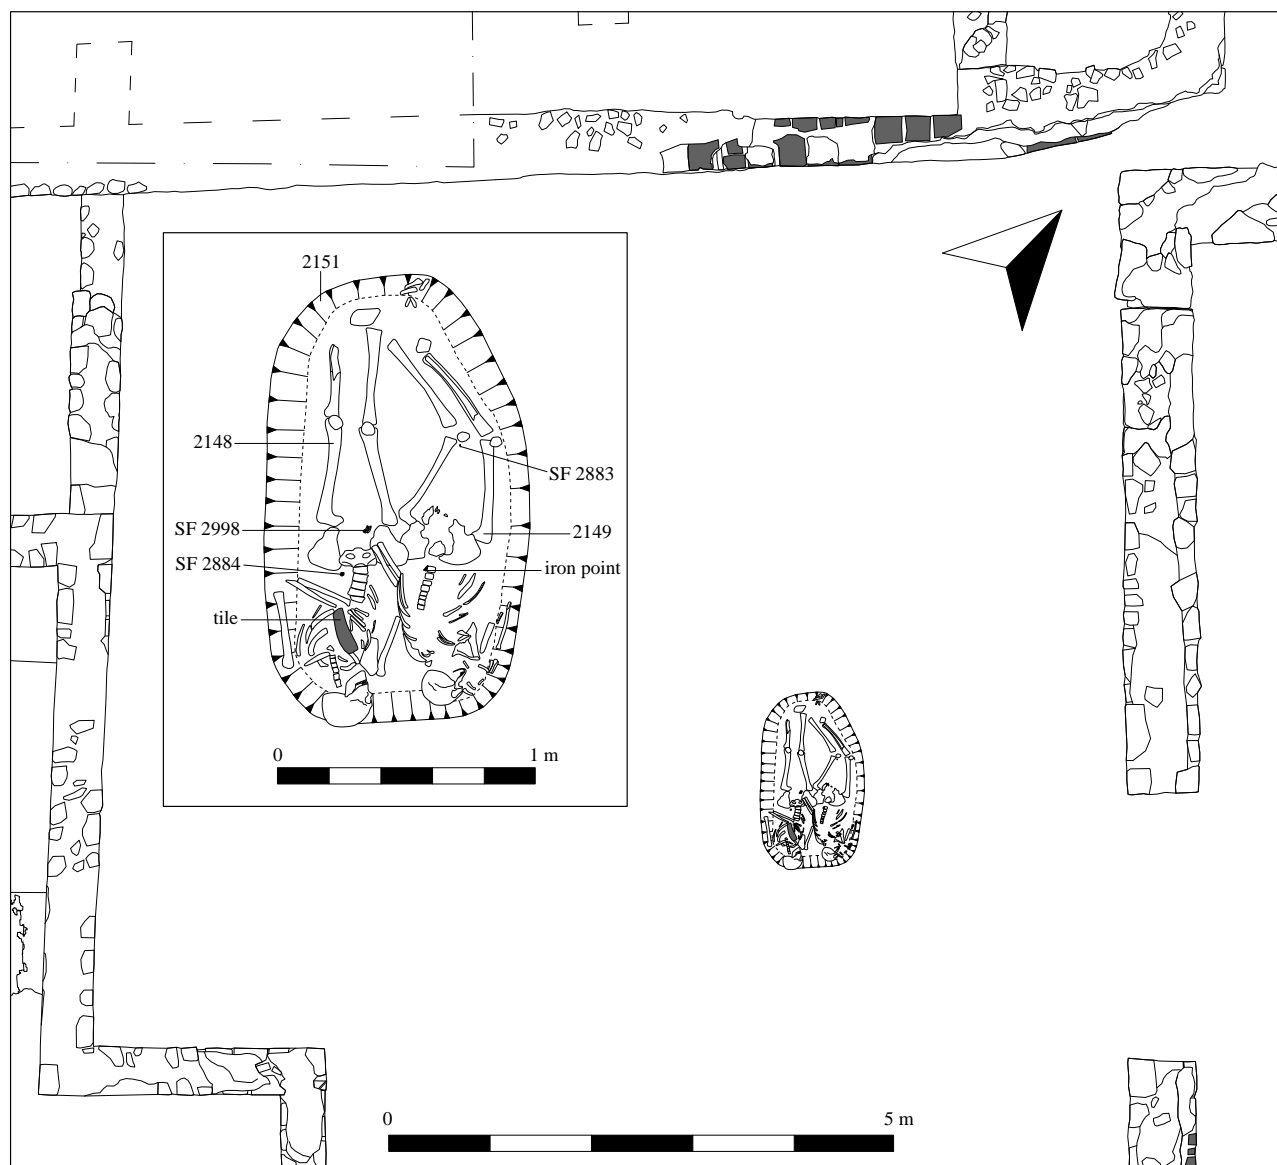 2151
2148
SF 2883
SF 2998
2149
SF 2884
iron point
tile
0 1 m
0 5 m